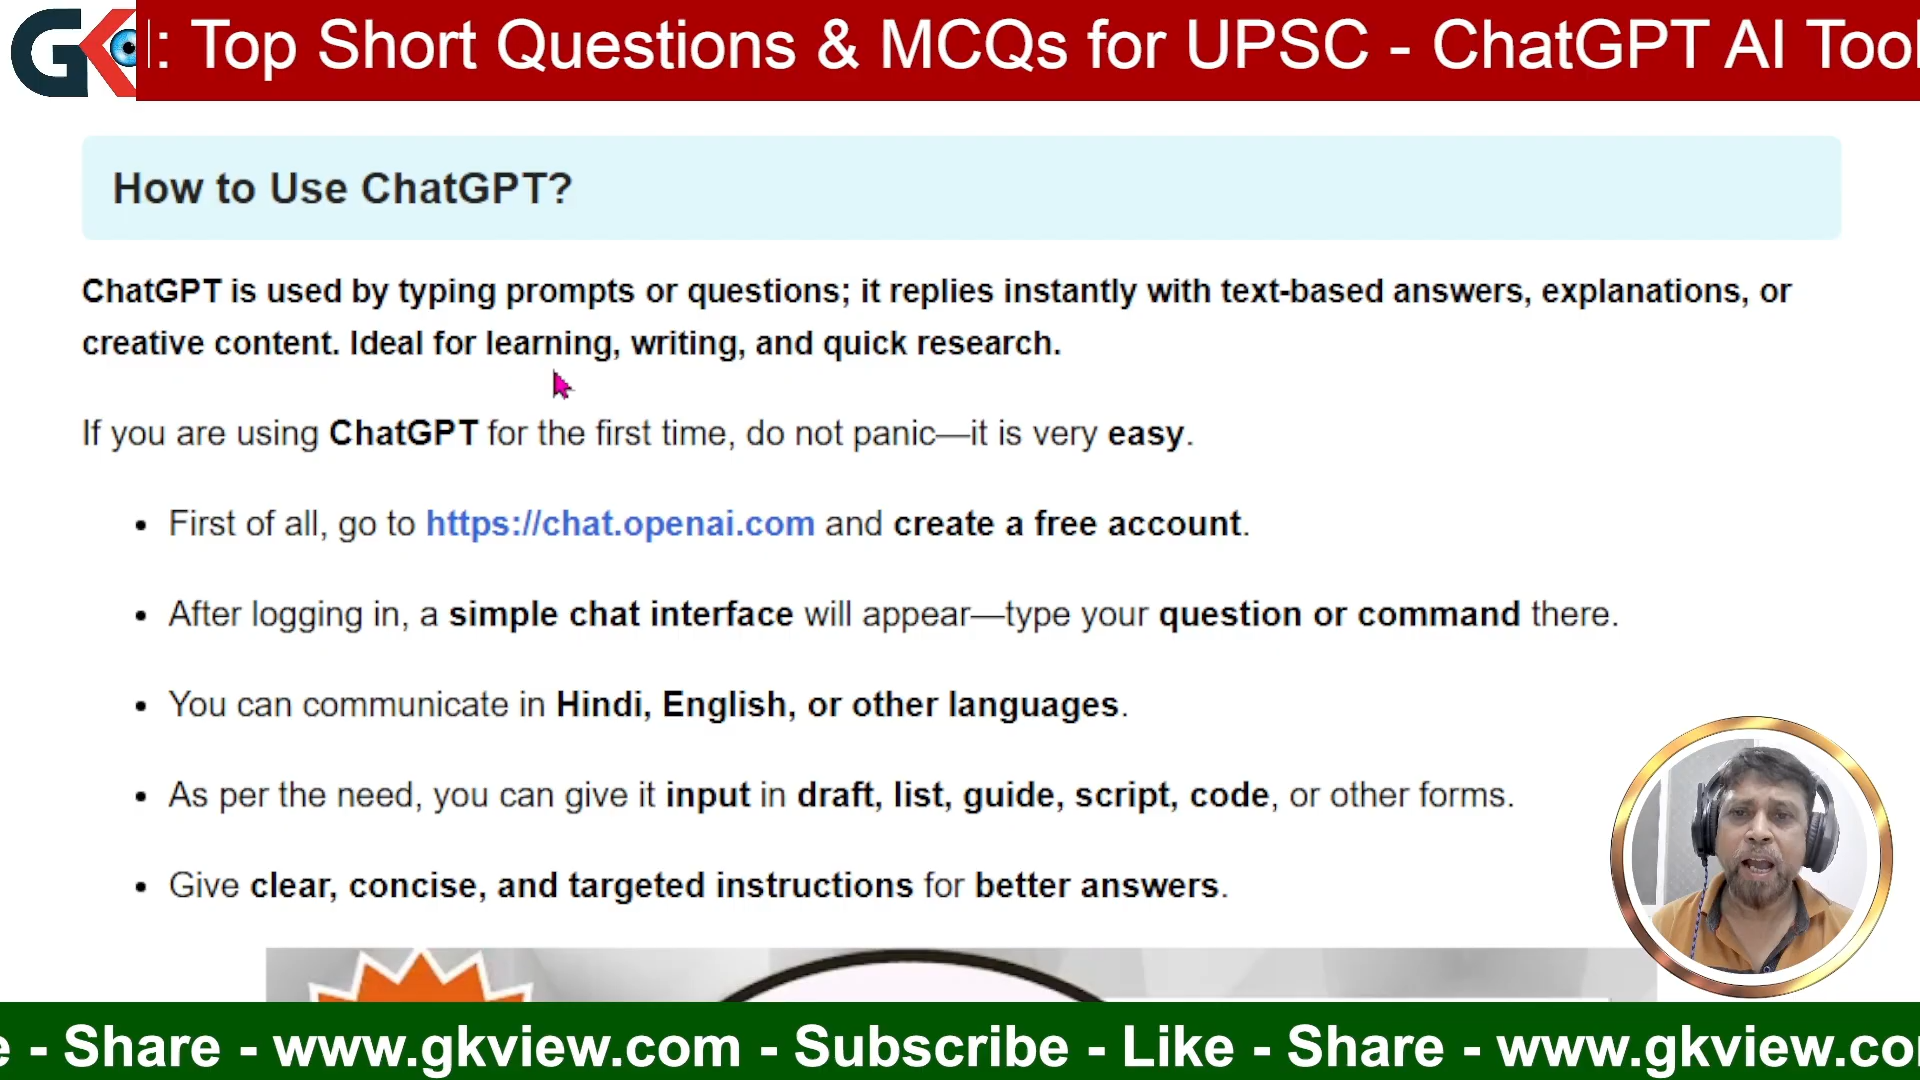 GK : Top Short Questions & MCQs for UPSC - ChatGPT AI Tool
How to Use ChatGPT?
ChatGPT is used by typing prompts or questions; it replies instantly with text-based answers, explanations, or
creative content. Ideal for learning, writing, and quick research.
If you are using ChatGPT for the first time, do not panic—it is very easy.
• First of all, go to https://chat.openai.com and create a free account.
• After logging in, a simple chat interface will appear—type your question or command there.
• You can communicate in Hindi, English, or other languages.
• As per the need, you can give it input in draft, list, guide, script, code, or other forms.
• Give clear, concise, and targeted instructions for better answers.
e - Share - www.gkview.com - Subscribe - Like - Share - www.gkview.co